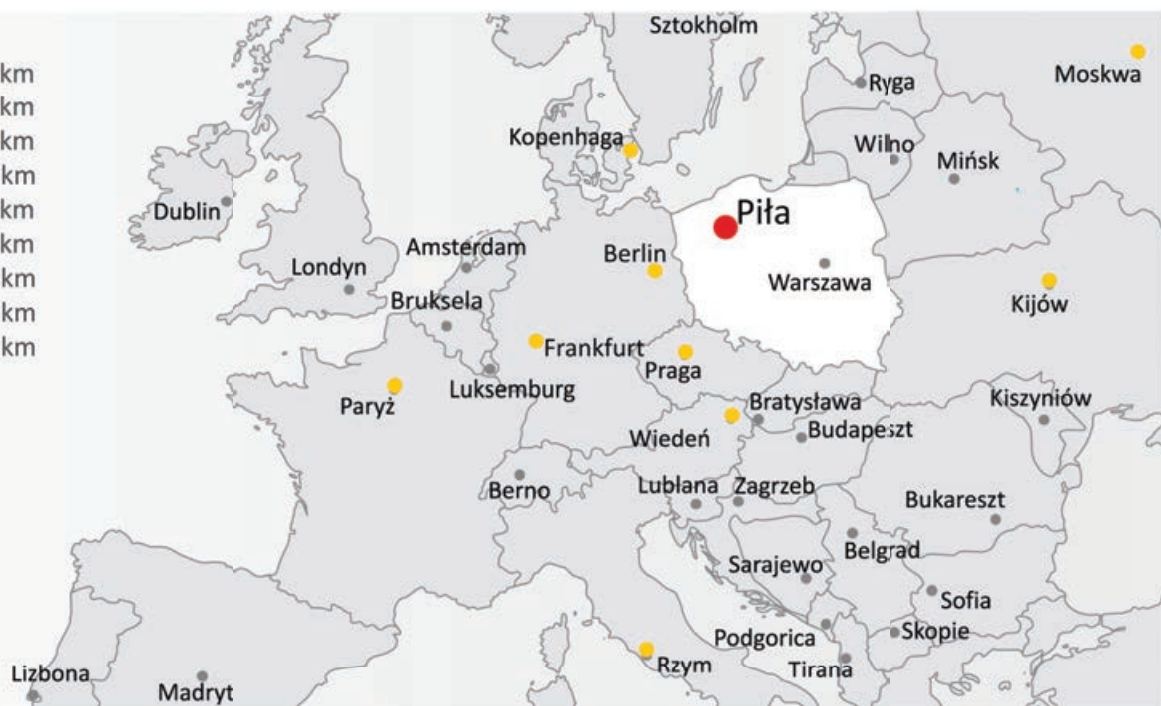 km
km
km
km
km
km
km
km
km
Sztokholm
Moskwa
Ryga
Kopenhaga
Wilno
Mińsk
Dublin
Piła
Amsterdam
Berlin
Londyn
Warszawa
Bruksela
Kijów
Frankfurt
Praga
Luksemburg
Paryż
Bratysława
Kiszyniów
Wiedeń
Budapeszt
Berno
Lublana
Zagrzeb
Bukareszt
Belgrad
Sarajewo
Sofia
Podgorica
Skopie
Rzym
Tirana
Lizbona
Madryt